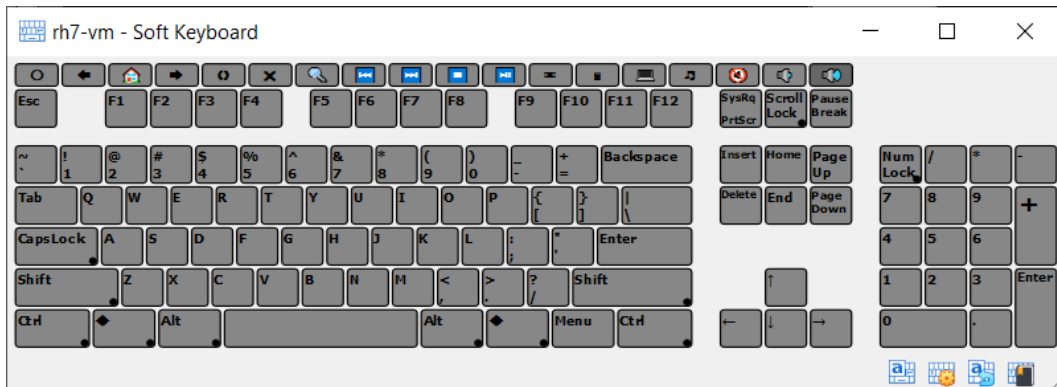 rh7-vm - Soft Keyboard
Esc F1 F2 F3 F4 F5 F6 F7 F8 F9 F10 F11 F12 SysRq PrtScr Scroll Lock Pause Break
~ ` ! 1 @ 2 # 3 $ 4 % 5 ^ 6 & 7 * 8 ( 9 ) 0 _ - + = Backspace Insert Home Page Up Num Lock / * -
Tab Q W E R T Y U I O P { [ } ] | \ Delete End Page Down 7 8 9 +
CapsLock A S D F G H J K L : ; " ' Enter 4 5 6
Shift Z X C V B N M < , > . ? / Shift ↑ 1 2 3 Enter
Ctrl ◆ Alt Alt ◆ Menu Ctrl ← ↓ → 0 .